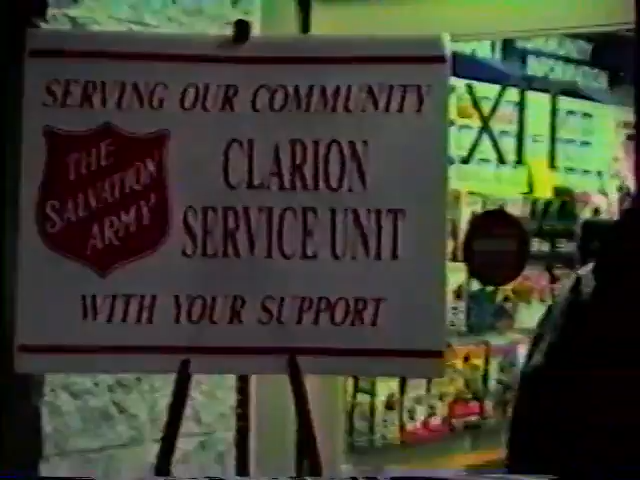 SERVING OUR COMMUNITY
THE
SALVATION
ARMY
CLARION
SERVICE UNIT
WITH YOUR SUPPORT
EXIT